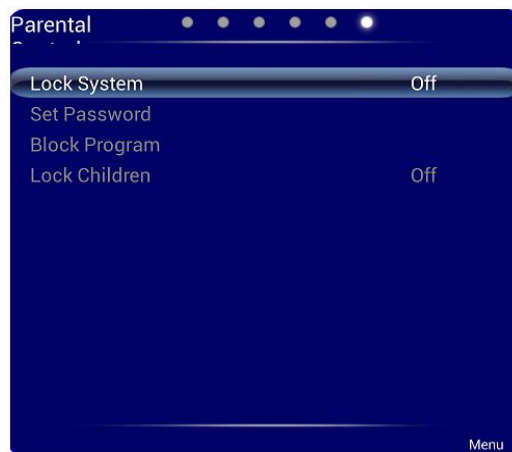 Parental
Lock System Off
Set Password
Block Program
Lock Children Off
Menu